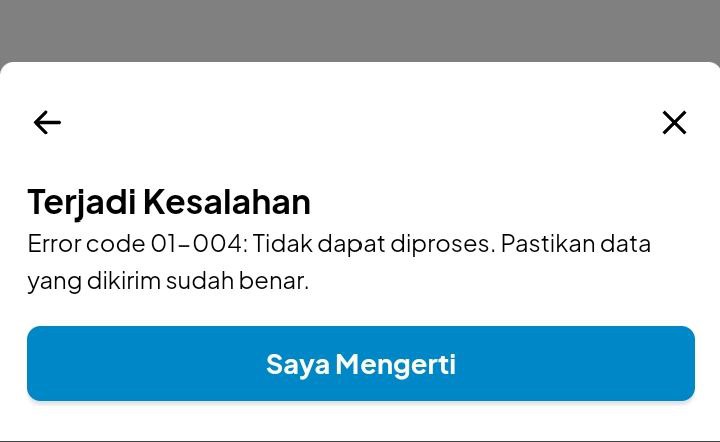 Terjadi Kesalahan
Error code 01-004: Tidak dapat diproses. Pastikan data
yang dikirim sudah benar.
Saya Mengerti